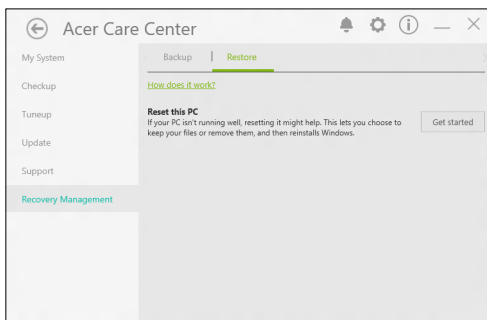 Acer Care Center
My System
Backup
Restore
Checkup
How does it work?
Tuneup
Reset this PC
If your PC isn't running well, resetting it might help. This lets you choose to
keep your files or remove them, and then reinstalls Windows.
Get started
Update
Support
Recovery Management